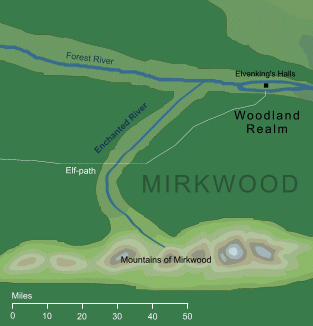 Forest River
Elvenking's Halls
Enchanted River
Woodland
Realm
Elf-path
MIRKWOOD
Mountains of Mirkwood
Miles
0 10 20 30 40 50